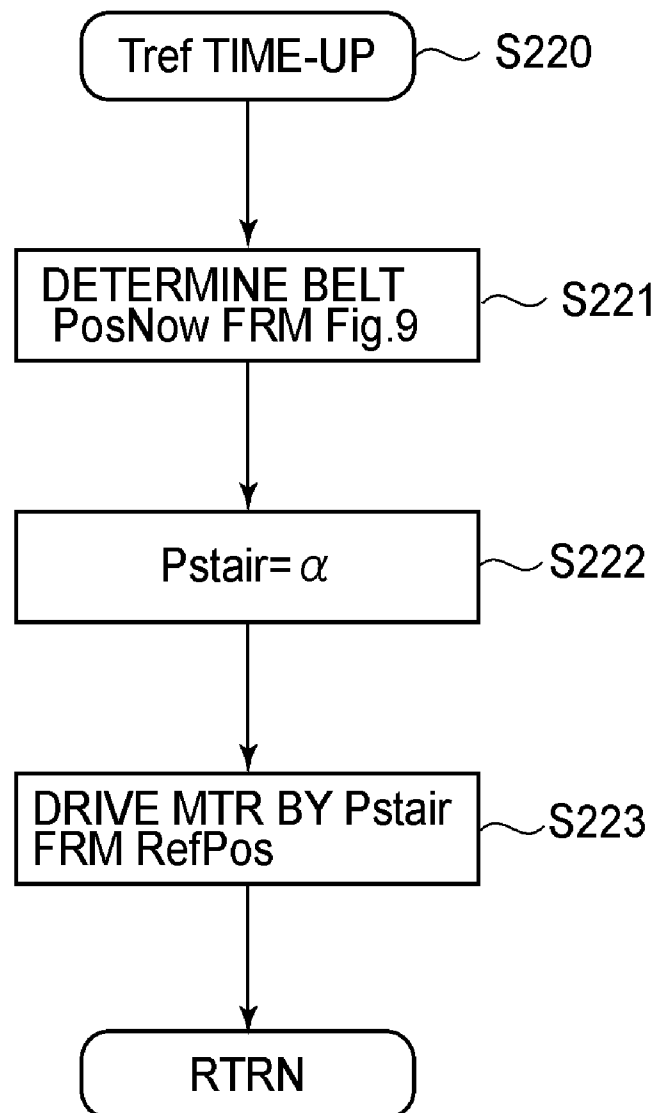 Tref TIME-UP S220
DETERMINE BELT
PosNow FRM Fig.9
S221
Pstair= α S222
DRIVE MTR BY Pstair
FRM RefPos
S223
RTRN